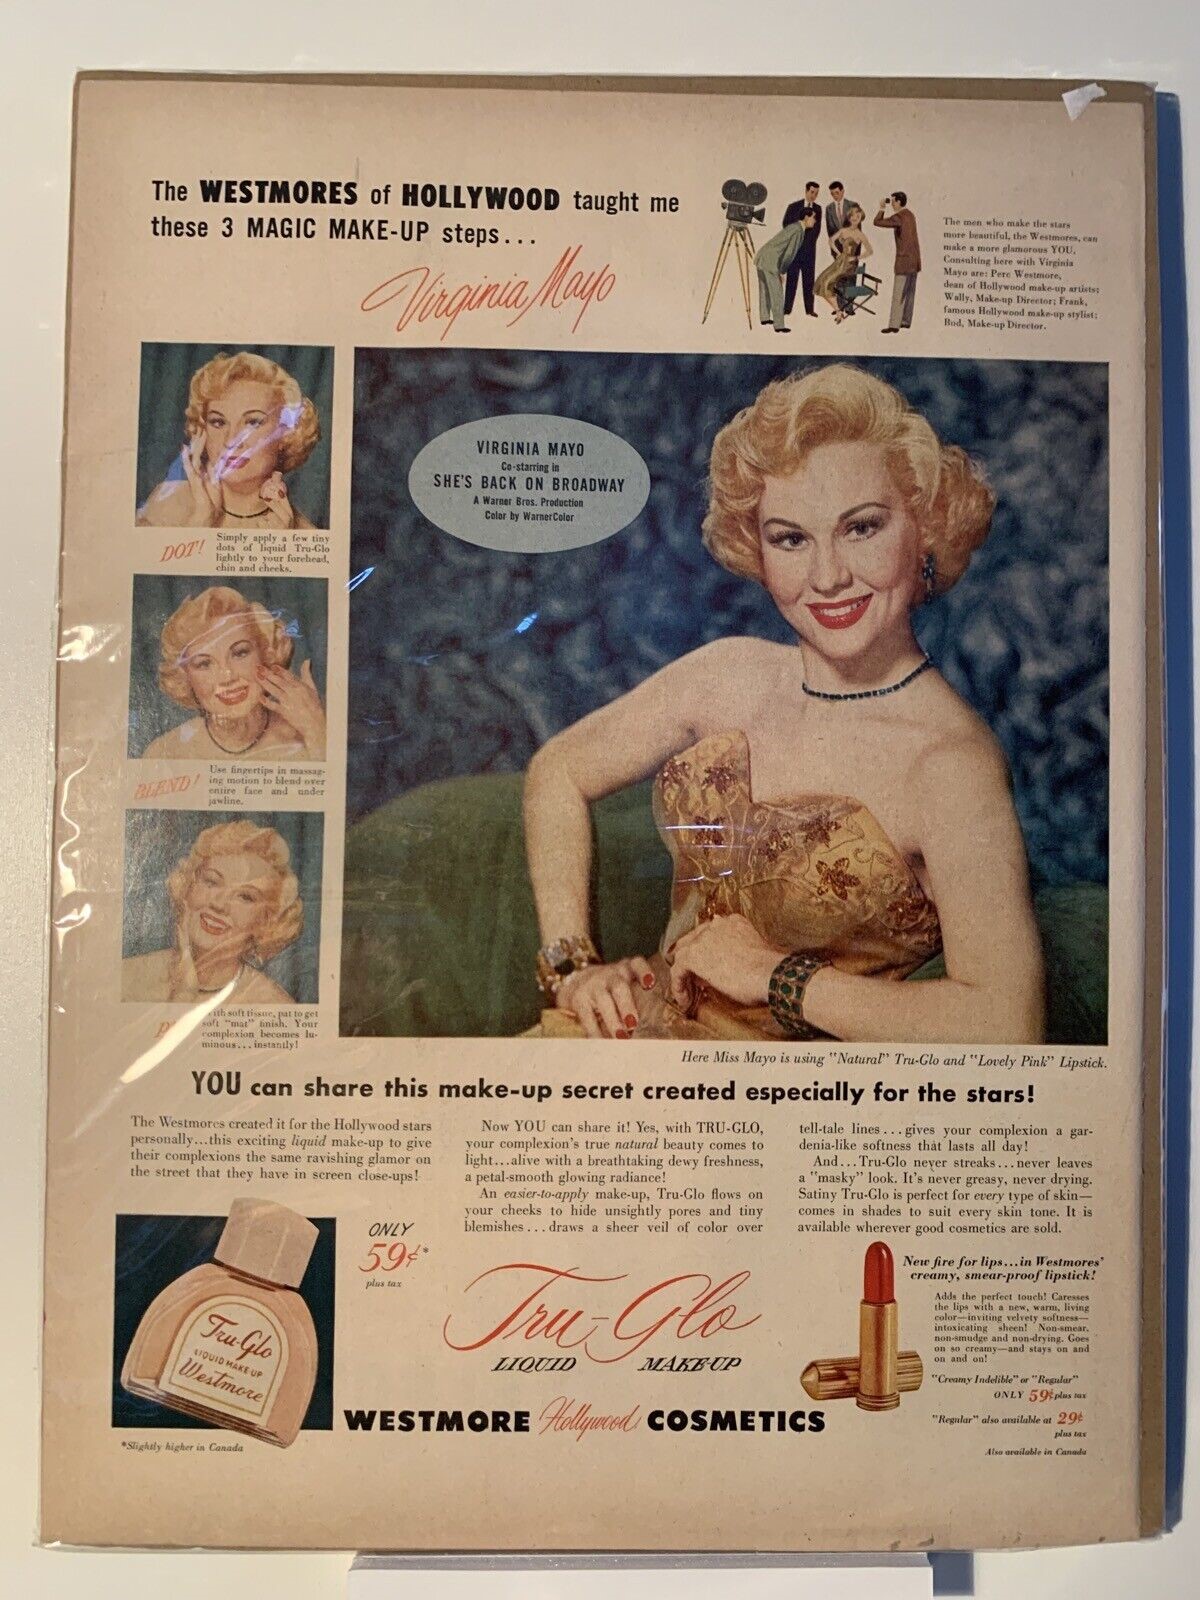 The WESTMORES of HOLLYWOOD taught me
these 3 MAGIC MAKE-UP steps...
Virginia Mayo
The men who make the stars
more beautiful, the Westmores, can
make a more glamorous YOU.
Consulting here with Virginia
Mayo are: Perc Westmore,
dean of Hollywood make-up artists;
Wally, Make-up Director; Frank,
famous Hollywood make-up stylist;
Bud, Make-up Director.
VIRGINIA MAYO
Co-starring in
SHE'S BACK ON BROADWAY
A Warner Bros. Production
Color by WarnerColor
DOT!
Simply apply a few tiny
dots of liquid Tru-Glo
lightly to your forehead,
chin and cheeks.
BLEND!
Use fingertips in massag-
ing motion to blend over
entire face and under
jawline.
soft tissue, pat to get
soft "mat" finish. Your
complexion becomes lu-
minous... instantly!
Here Miss Mayo is using "Natural" Tru-Glo and "Lovely Pink" Lipstick.
YOU can share this make-up secret created especially for the stars!
The Westmores created it for the Hollywood stars
personally...this exciting liquid make-up to give
their complexions the same ravishing glamor on
the street that they have in screen close-ups!
Now YOU can share it! Yes, with TRU-GLO,
your complexion's true natural beauty comes to
light...alive with a breathtaking dewy freshness,
a petal-smooth glowing radiance!
An easier-to-apply make-up, Tru-Glo flows on
your cheeks to hide unsightly pores and tiny
blemishes...draws a sheer veil of color over
tell-tale lines...gives your complexion a gar-
denia-like softness that lasts all day!
And...Tru-Glo never streaks...never leaves
a "masky" look. It's never greasy, never drying.
Satiny Tru-Glo is perfect for every type of skin—
comes in shades to suit every skin tone. It is
available wherever good cosmetics are sold.
ONLY
59¢*
plus tax
Tru-Glo
LIQUID MAKE-UP
Westmore
*Slightly higher in Canada
Tru-Glo
LIQUID MAKE-UP
WESTMORE Hollywood COSMETICS
New fire for lips...in Westmores'
creamy, smear-proof lipstick!
Adds the perfect touch! Caresses
the lips with a new, warm, living
color—inviting velvety softness—
intoxicating sheen! Non-smear,
non-smudge and non-drying. Goes
on so creamy—and stays on and
on and on!
"Creamy Indelible" or "Regular"
ONLY 59¢ plus tax
"Regular" also available at 29¢
plus tax
Also available in Canada